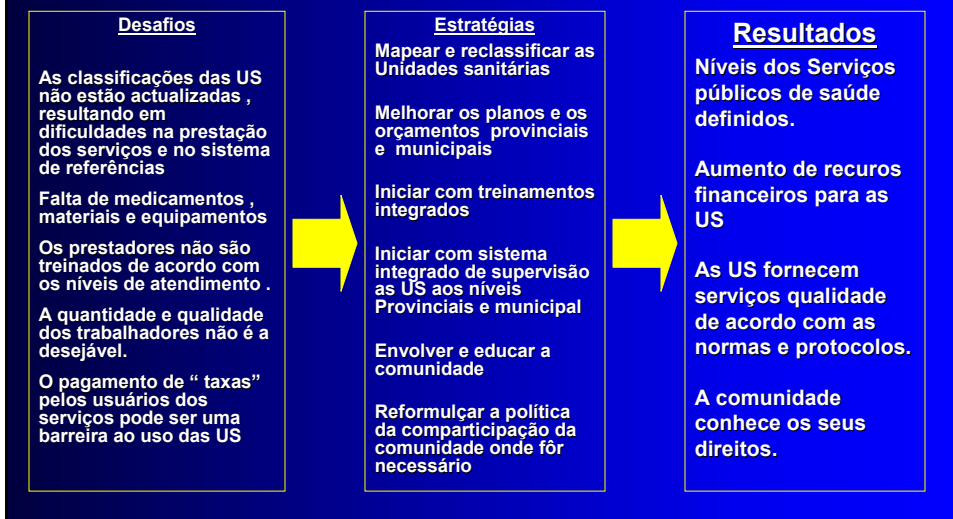 Desafios
As classificações das US
não estão actualizadas ,
resultando em
dificuldades na prestação
dos serviços e no sistema
de referências
Falta de medicamentos ,
materiais e equipamentos
Os prestadores não são
treinados de acordo com
os níveis de atendimento .
A quantidade e qualidade
dos trabalhadores não é a
desejável.
O pagamento de “ taxas”
pelos usuários dos
serviços pode ser uma
barreira ao uso das US
Estratégias
Mapear e reclassificar as
Unidades sanitárias
Melhorar os planos e os
orçamentos provinciais
e municipais
Iniciar com treinamentos
integrados
Iniciar com sistema
integrado de supervisão
as US aos níveis
Provinciais e municipal
Envolver e educar a
comunidade
Reformulçar a política
da comparticipação da
comunidade onde fôr
necessário
Resultados
Níveis dos Serviços
públicos de saúde
definidos.
Aumento de recuros
financeiros para as
US
As US fornecem
serviços qualidade
de acordo com as
normas e protocolos.
A comunidade
conhece os seus
direitos.